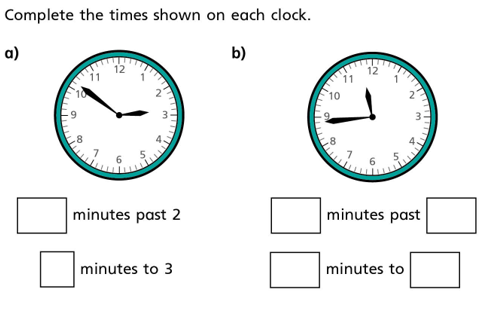 Complete the times shown on each clock.
a) b)
12 1 2 3 4 5 6 7 8 9 10 11
12 1 2 3 4 5 6 7 8 9 10 11
minutes past 2
minutes past
minutes to 3
minutes to